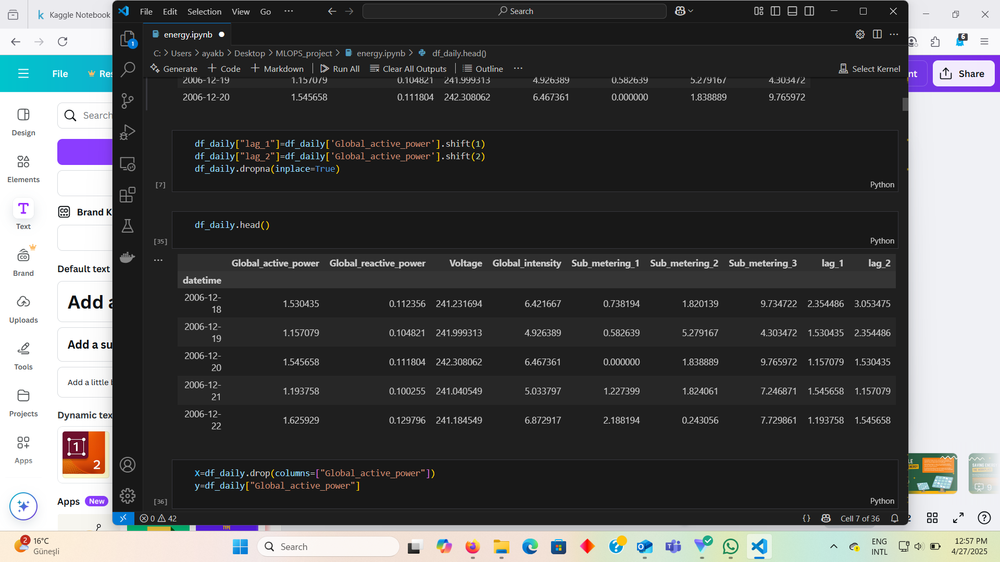 Kaggle Notebook
File Edit Selection View Go ···
Search
energy.ipynb
C: > Users > ayakb > Desktop > MLOPS_project > energy.ipynb > df_daily.head()
Generate + Code + Markdown Run All Clear All Outputs Outline ···
Select Kernel
2006-12-19 1.157079 0.104821 241.999313 4.926389 0.582639 5.279167 4.303472
2006-12-20 1.545658 0.111804 242.308062 6.467361 0.000000 1.838889 9.765972
df_daily["lag_1"]=df_daily['Global_active_power'].shift(1)
df_daily["lag_2"]=df_daily['Global_active_power'].shift(2)
df_daily.dropna(inplace=True)
[7]
Python
df_daily.head()
[35]
Python
Global_active_power Global_reactive_power Voltage Global_intensity Sub_metering_1 Sub_metering_2 Sub_metering_3 lag_1 lag_2
datetime
2006-12-
18 1.530435 0.112356 241.231694 6.421667 0.738194 1.820139 9.734722 2.354486 3.053475
2006-12-
19 1.157079 0.104821 241.999313 4.926389 0.582639 5.279167 4.303472 1.530435 2.354486
2006-12-
20 1.545658 0.111804 242.308062 6.467361 0.000000 1.838889 9.765972 1.157079 1.530435
2006-12-
21 1.193758 0.100255 241.040549 5.033797 1.227399 1.824061 7.246871 1.545658 1.157079
2006-12-
22 1.625929 0.129796 241.184549 6.872917 2.188194 0.243056 7.729861 1.193758 1.545658
X=df_daily.drop(columns=["Global_active_power"])
y=df_daily["Global_active_power"]
[36]
Python
0 42
{ } Cell 7 of 36
1
File
Res
nt
Share
6
Design
Elements
Text
Brand
Uploads
Tools
Projects
Apps
Search
Brand K
Default text
Add a
Add a su
Add a little b
Dynamic tex
1
2
Apps New
TYPE
LE
ENERGY
SAVING ENERGY
9
2
16°C
Güneşli
Search
ENG
INTL
12:57 PM
4/27/2025